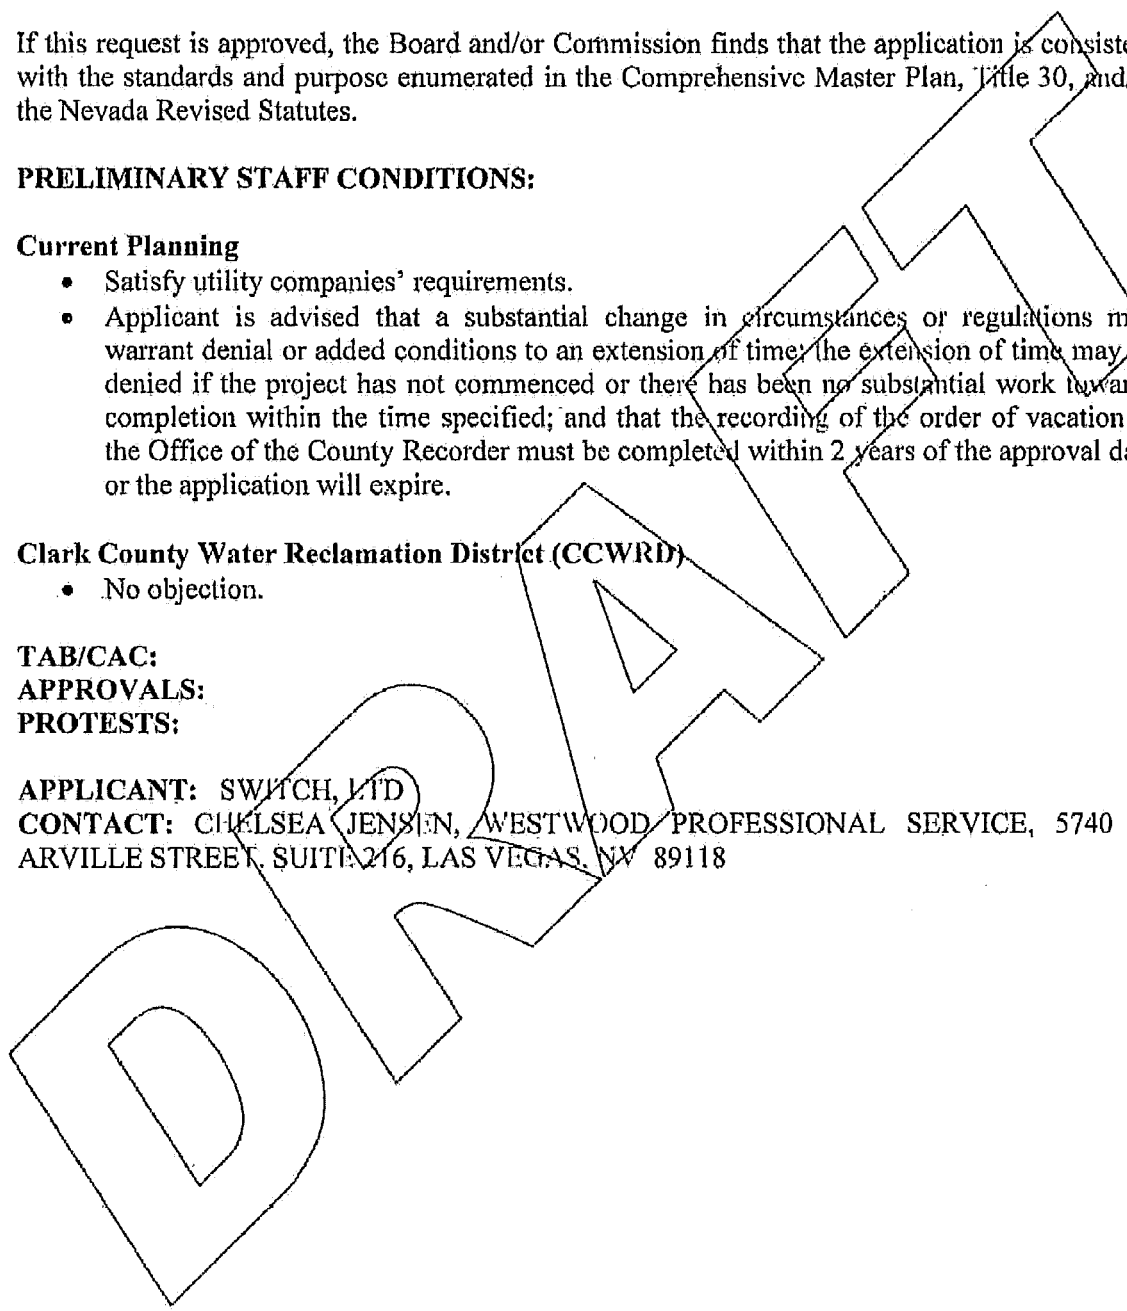 If this request is approved, the Board and/or Commission finds that the application is consiste
with the standards and purpose enumerated in the Comprehensive Master Plan, Title 30, and
the Nevada Revised Statutes.
PRELIMINARY STAFF CONDITIONS:
Current Planning
• Satisfy utility companies' requirements.
• Applicant is advised that a substantial change in circumstances or regulations m
warrant denial or added conditions to an extension of time; the extension of time may
denied if the project has not commenced or there has been no substantial work towar
completion within the time specified; and that the recording of the order of vacation
the Office of the County Recorder must be completed within 2 years of the approval da
or the application will expire.
Clark County Water Reclamation District (CCWRD)
• No objection.
TAB/CAC:
APPROVALS:
PROTESTS:
APPLICANT: SWITCH, LTD
CONTACT: CHELSEA JENSEN, WESTWOOD PROFESSIONAL SERVICE, 5740
ARVILLE STREET, SUITE 216, LAS VEGAS, NV 89118
DRAFT